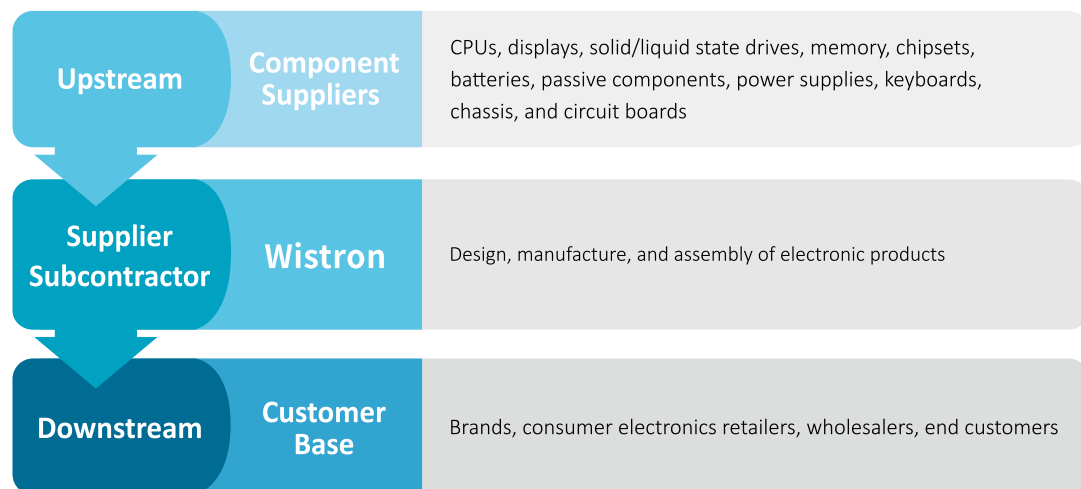 Upstream
Component
Suppliers
CPUs, displays, solid/liquid state drives, memory, chipsets,
batteries, passive components, power supplies, keyboards,
chassis, and circuit boards
Supplier
Subcontractor
Wistron
Design, manufacture, and assembly of electronic products
Downstream
Customer
Base
Brands, consumer electronics retailers, wholesalers, end customers